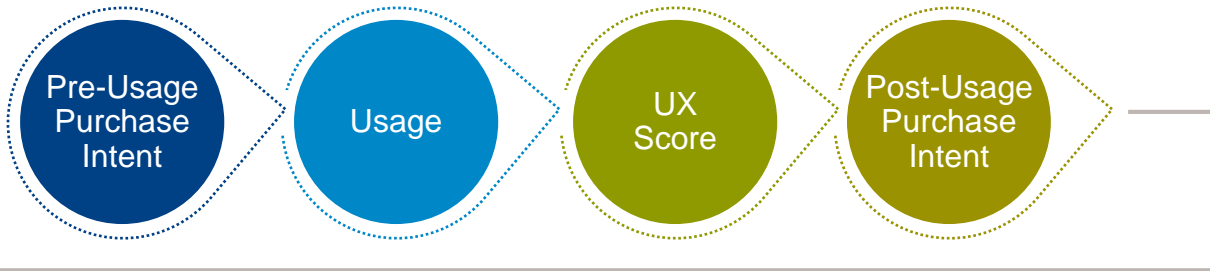 Pre-Usage
Purchase
Intent
Usage
UX
Score
Post-Usage
Purchase
Intent